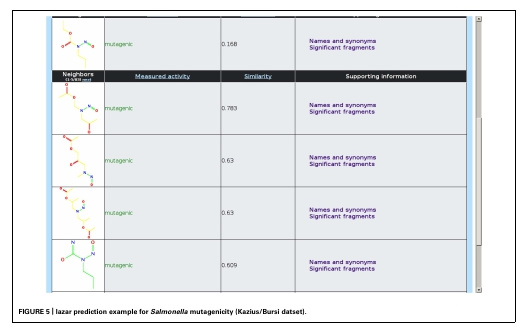 mutagenic 0.168 Names and synonyms
Significant fragments
Neighbors Measured activity Similarity Supporting information
mutagenic 0.783 Names and synonyms
Significant fragments
mutagenic 0.63 Names and synonyms
Significant fragments
mutagenic 0.63 Names and synonyms
Significant fragments
mutagenic 0.609 Names and synonyms
Significant fragments
FIGURE 5 | lazar prediction example for Salmonella mutagenicity (Kazius/Bursi datset).